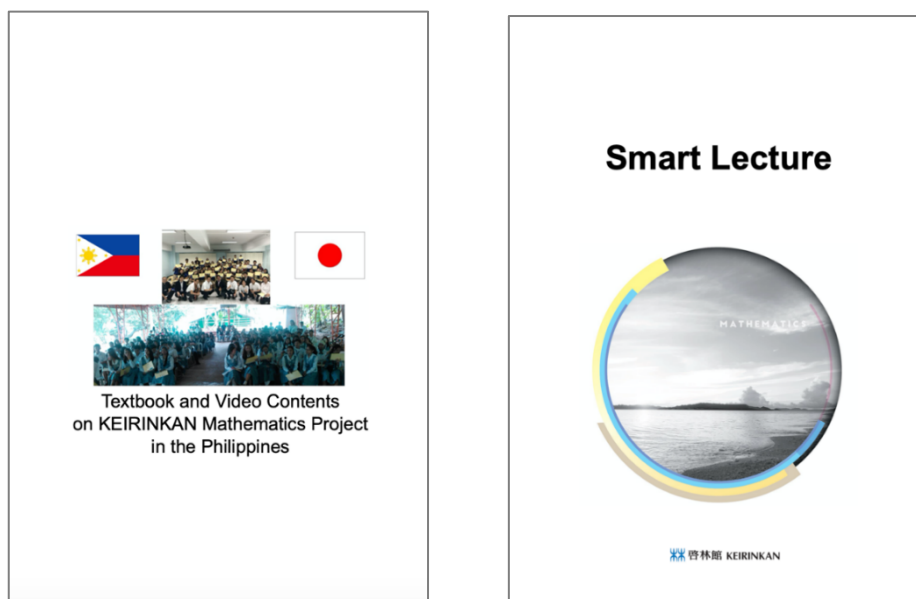 Textbook and Video Contents
on KEIRINKAN Mathematics Project
in the Philippines
Smart Lecture
MATHEMATICS
啓林館 KEIRINKAN